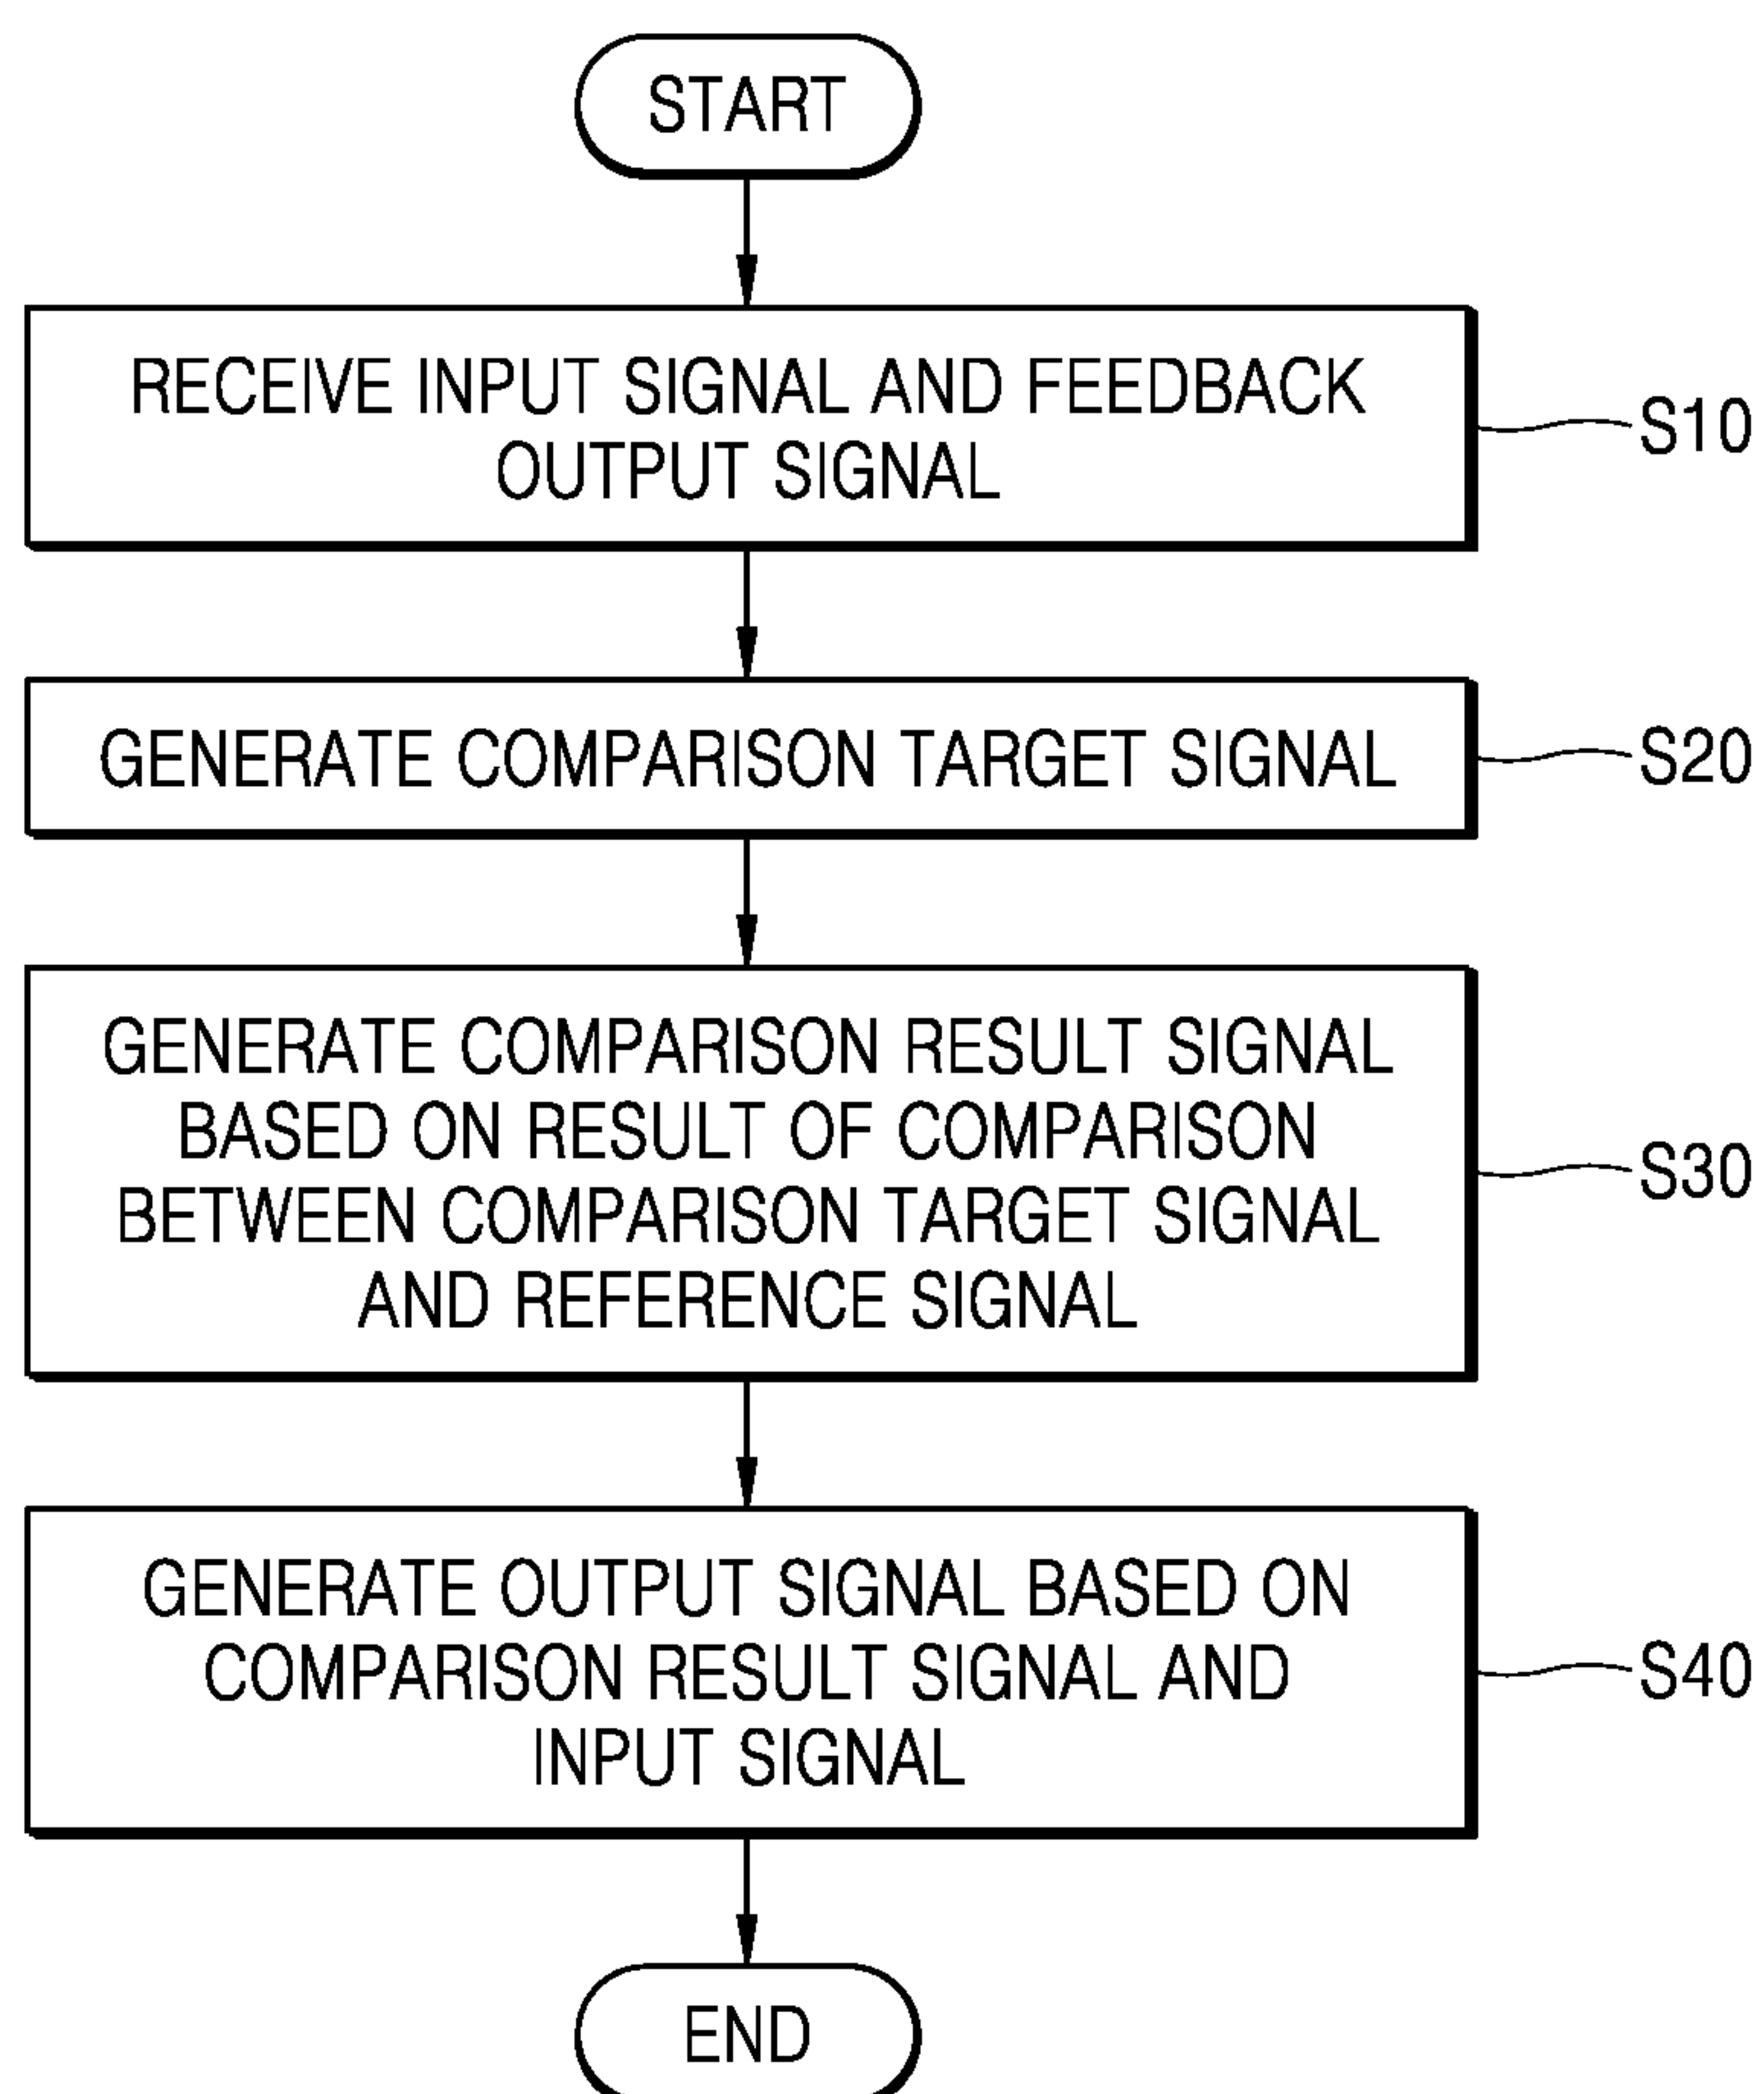 START
RECEIVE INPUT SIGNAL AND FEEDBACK
OUTPUT SIGNAL
S10
GENERATE COMPARISON TARGET SIGNAL
S20
GENERATE COMPARISON RESULT SIGNAL
BASED ON RESULT OF COMPARISON
BETWEEN COMPARISON TARGET SIGNAL
AND REFERENCE SIGNAL
S30
GENERATE OUTPUT SIGNAL BASED ON
COMPARISON RESULT SIGNAL AND
INPUT SIGNAL
S40
END